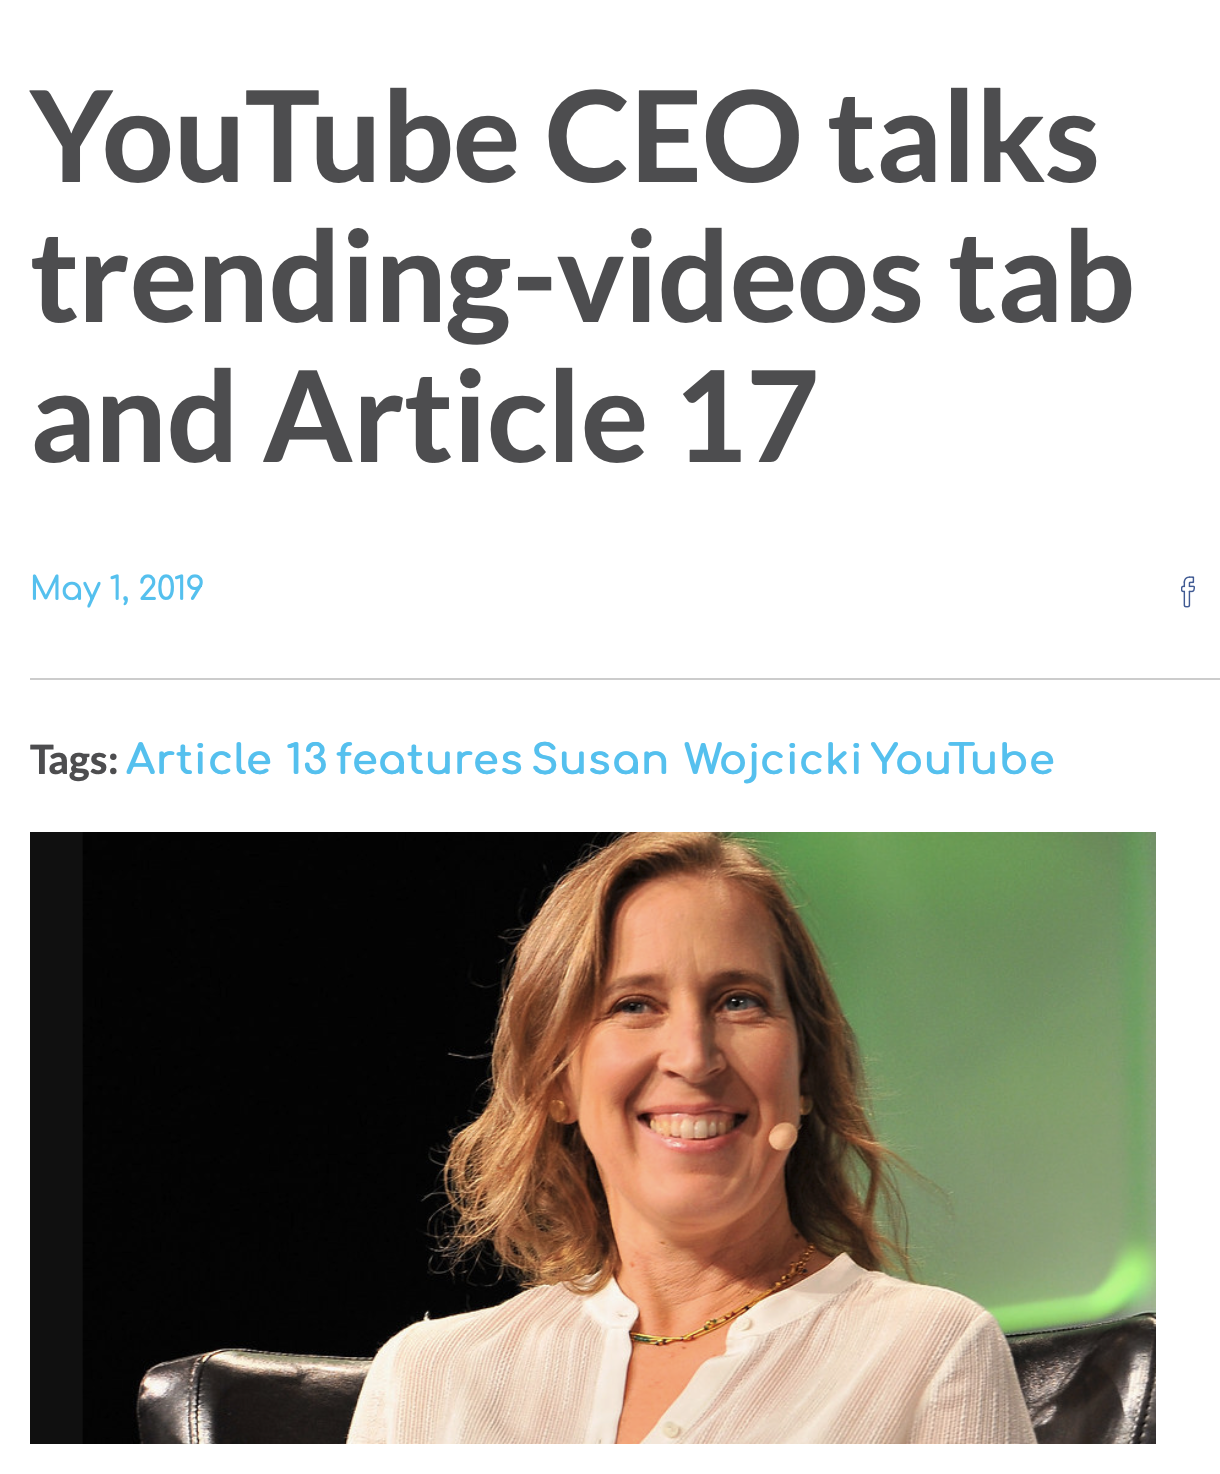 YouTube CEO talks
trending-videos tab
and Article 17
May 1, 2019
Tags: Article 13 features Susan Wojcicki YouTube